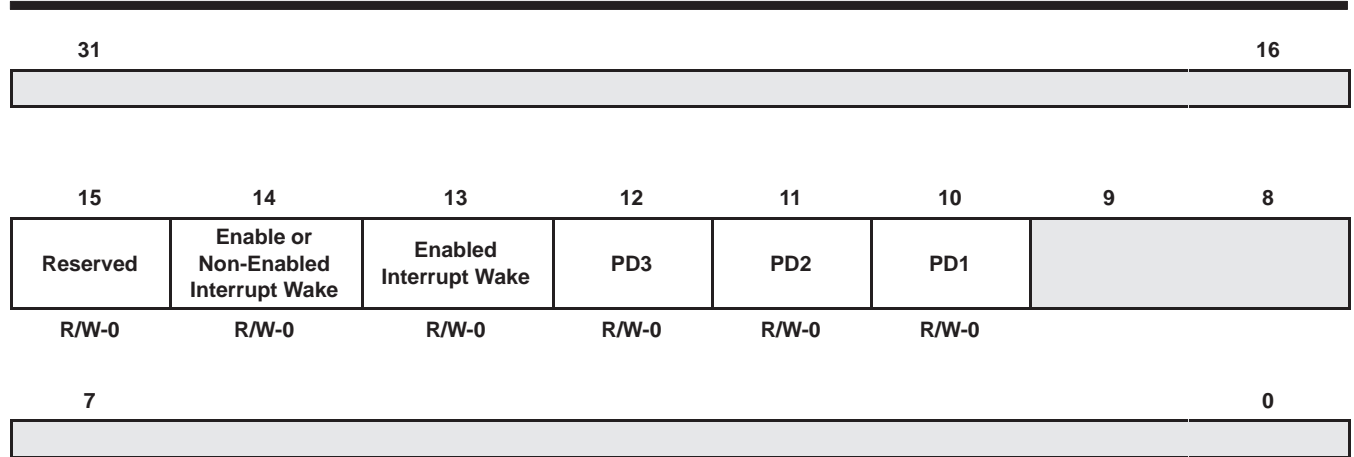 31 16
15 14 13 12 11 10 9 8
Reserved
Enable or
Non-Enabled
Interrupt Wake
Enabled
Interrupt Wake
PD3
PD2
PD1
R/W-0 R/W-0 R/W-0 R/W-0 R/W-0 R/W-0
7 0